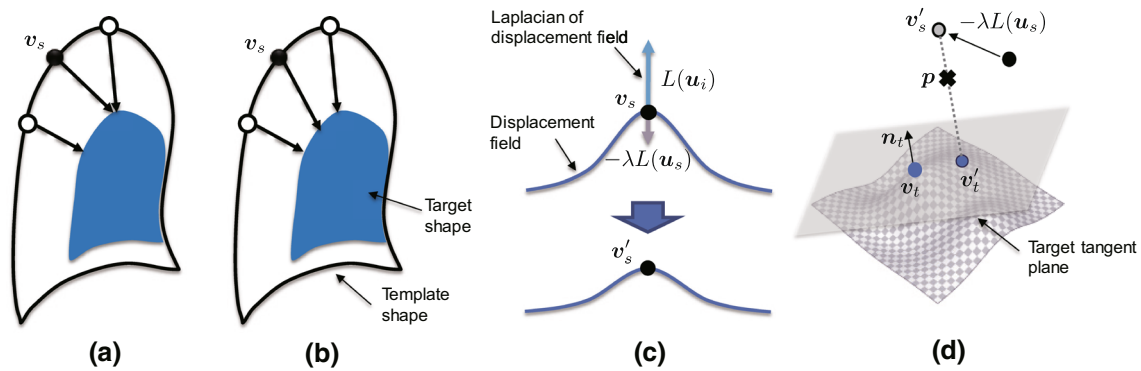 v_s
(a)
v_s
Target
shape
Template
shape
(b)
Laplacian of
displacement field
L(u_i)
v_s
Displacement
field
-λL(u_s)
v'_s
(c)
v'_s
-λL(u_s)
p
n_t
v_t
v'_t
Target tangent
plane
(d)